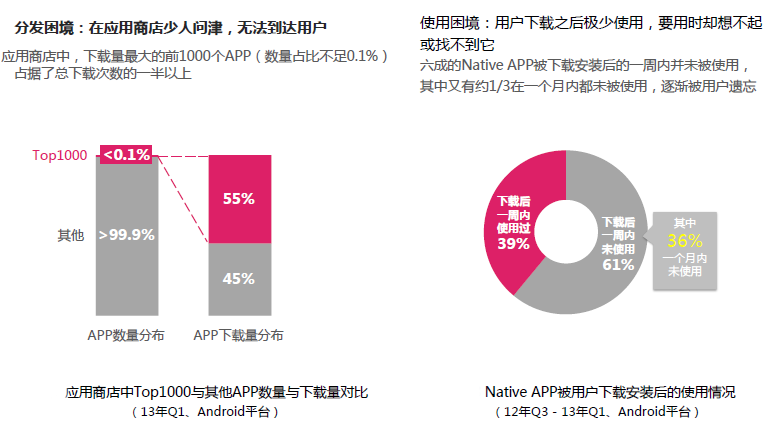 分发困境：在应用商店少人问津，无法到达用户
应用商店中，下载量最大的前1000个APP（数量占比不足0.1%）
占据了总下载次数的一半以上
Top1000
<0.1%
其他
>99.9%
55%
45%
APP数量分布
APP下载量分布
应用商店中Top1000与其他APP数量与下载量对比
（13年Q1、Android平台）
使用困境：用户下载之后极少使用，要用时却想不起
或找不到它
六成的Native APP被下载安装后的一周内并未被使用，
其中又有约1/3在一个月内都未被使用，逐渐被用户遗忘
下载后
一周内
使用过
39%
下载后
一周内
未使用
61%
其中
36%
一个月内
未使用
Native APP被用户下载安装后的使用情况
（12年Q3－13年Q1、Android平台）